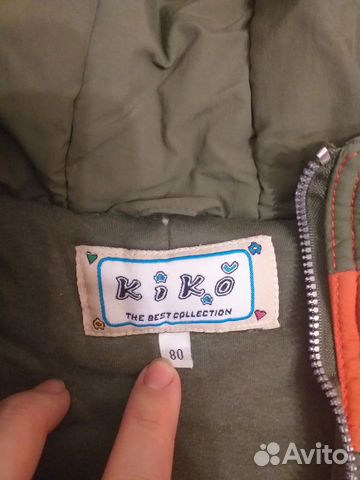 KiKO
THE BEST COLLECTION
80
Avito